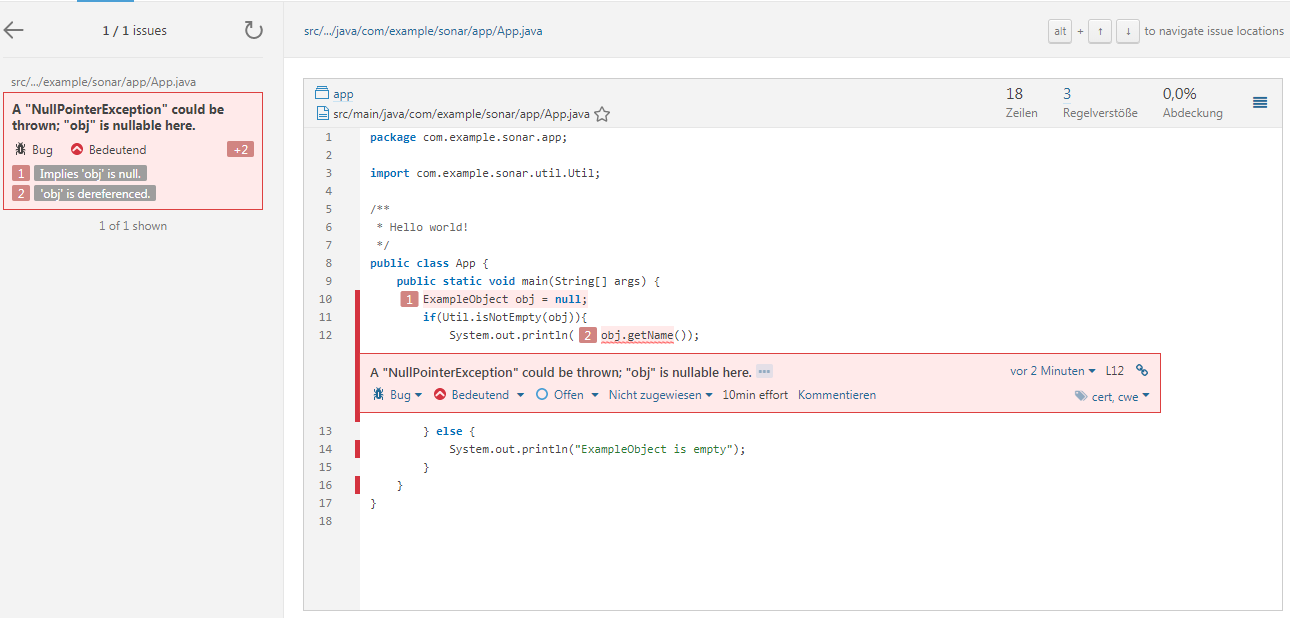 1 / 1 issues
src/.../example/sonar/app/App.java
A "NullPointerException" could be
thrown; "obj" is nullable here.
Bug Bedeutend +2
1 Implies 'obj' is null.
2 'obj' is dereferenced.
1 of 1 shown
src/.../java/com/example/sonar/app/App.java
alt + ↑ ↓ to navigate issue locations
app
src/main/java/com/example/sonar/app/App.java
18 3 0,0%
Zeilen Regelverstöße Abdeckung
1 package com.example.sonar.app;
2
3 import com.example.sonar.util.Util;
4
5 /**
6 * Hello world!
7 */
8 public class App {
9 public static void main(String[] args) {
10 1 ExampleObject obj = null;
11 if(Util.isNotEmpty(obj)){
12 System.out.println( 2 obj.getName());
A "NullPointerException" could be thrown; "obj" is nullable here. ••• vor 2 Minuten L12
Bug Bedeutend Offen Nicht zugewiesen 10min effort Kommentieren cert, cwe
13 } else {
14 System.out.println("ExampleObject is empty");
15 }
16 }
17 }
18